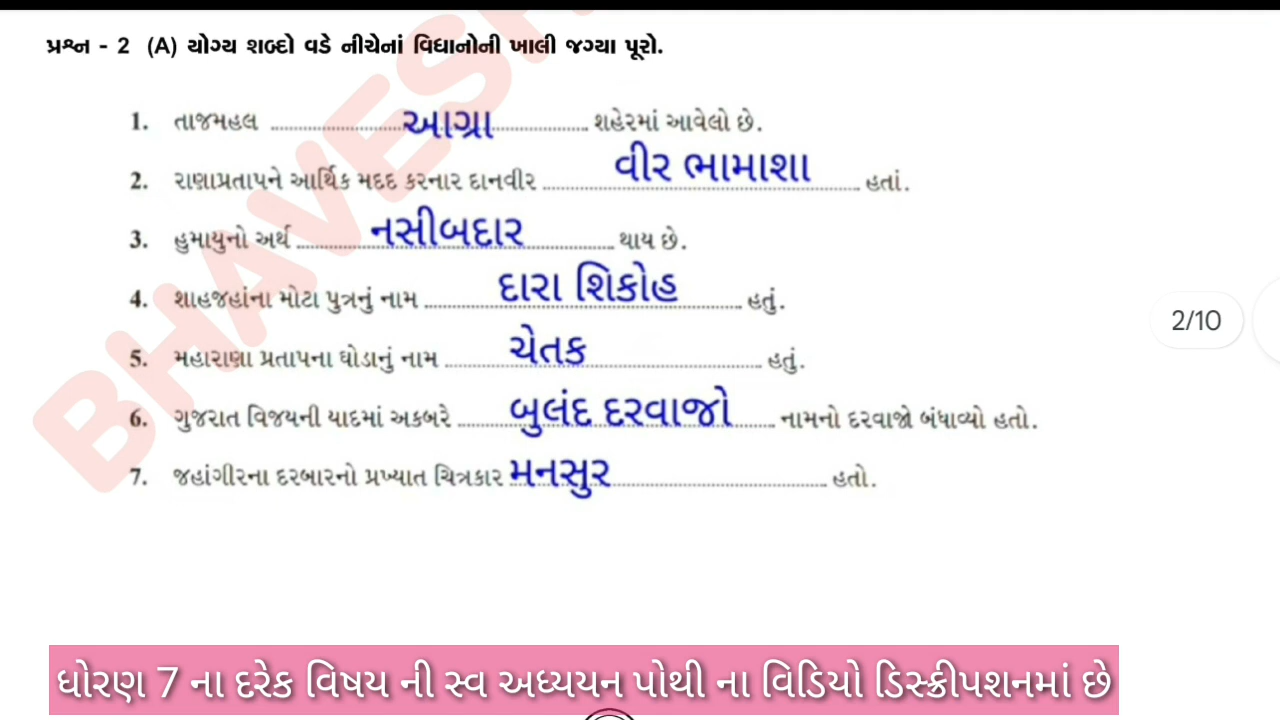 પ્રશ્ન - 2 (A) યોગ્ય શબ્દો વડે નીચેનાં વિધાનોની ખાલી જગ્યા પૂરો.
1. તાજમહલ ........ આગ્રા ........ શહેરમાં આવેલો છે.
2. રાણાપ્રતાપને આર્થિક મદદ કરનાર દાનવીર ........ વીર ભામાશા ........ હતાં.
3. હુમાયુનો અર્થ ........ નસીબદાર ........ થાય છે.
4. શાહજહાંના મોટા પુત્રનું નામ ........ દારા શિકોહ ........ હતું.
5. મહારાણા પ્રતાપના ઘોડાનું નામ ........ ચેતક ........ હતું.
6. ગુજરાત વિજયની યાદમાં અકબરે ........ બુલંદ દરવાજો ........ નામનો દરવાજો બંધાવ્યો હતો.
7. જહાંગીરના દરબારનો પ્રખ્યાત ચિત્રકાર મનસુર ........ હતો.
2/10
ધોરણ 7 ના દરેક વિષય ની સ્વ અધ્યયન પોથી ના વિડિયો ડિસ્ક્રીપશનમાં છે